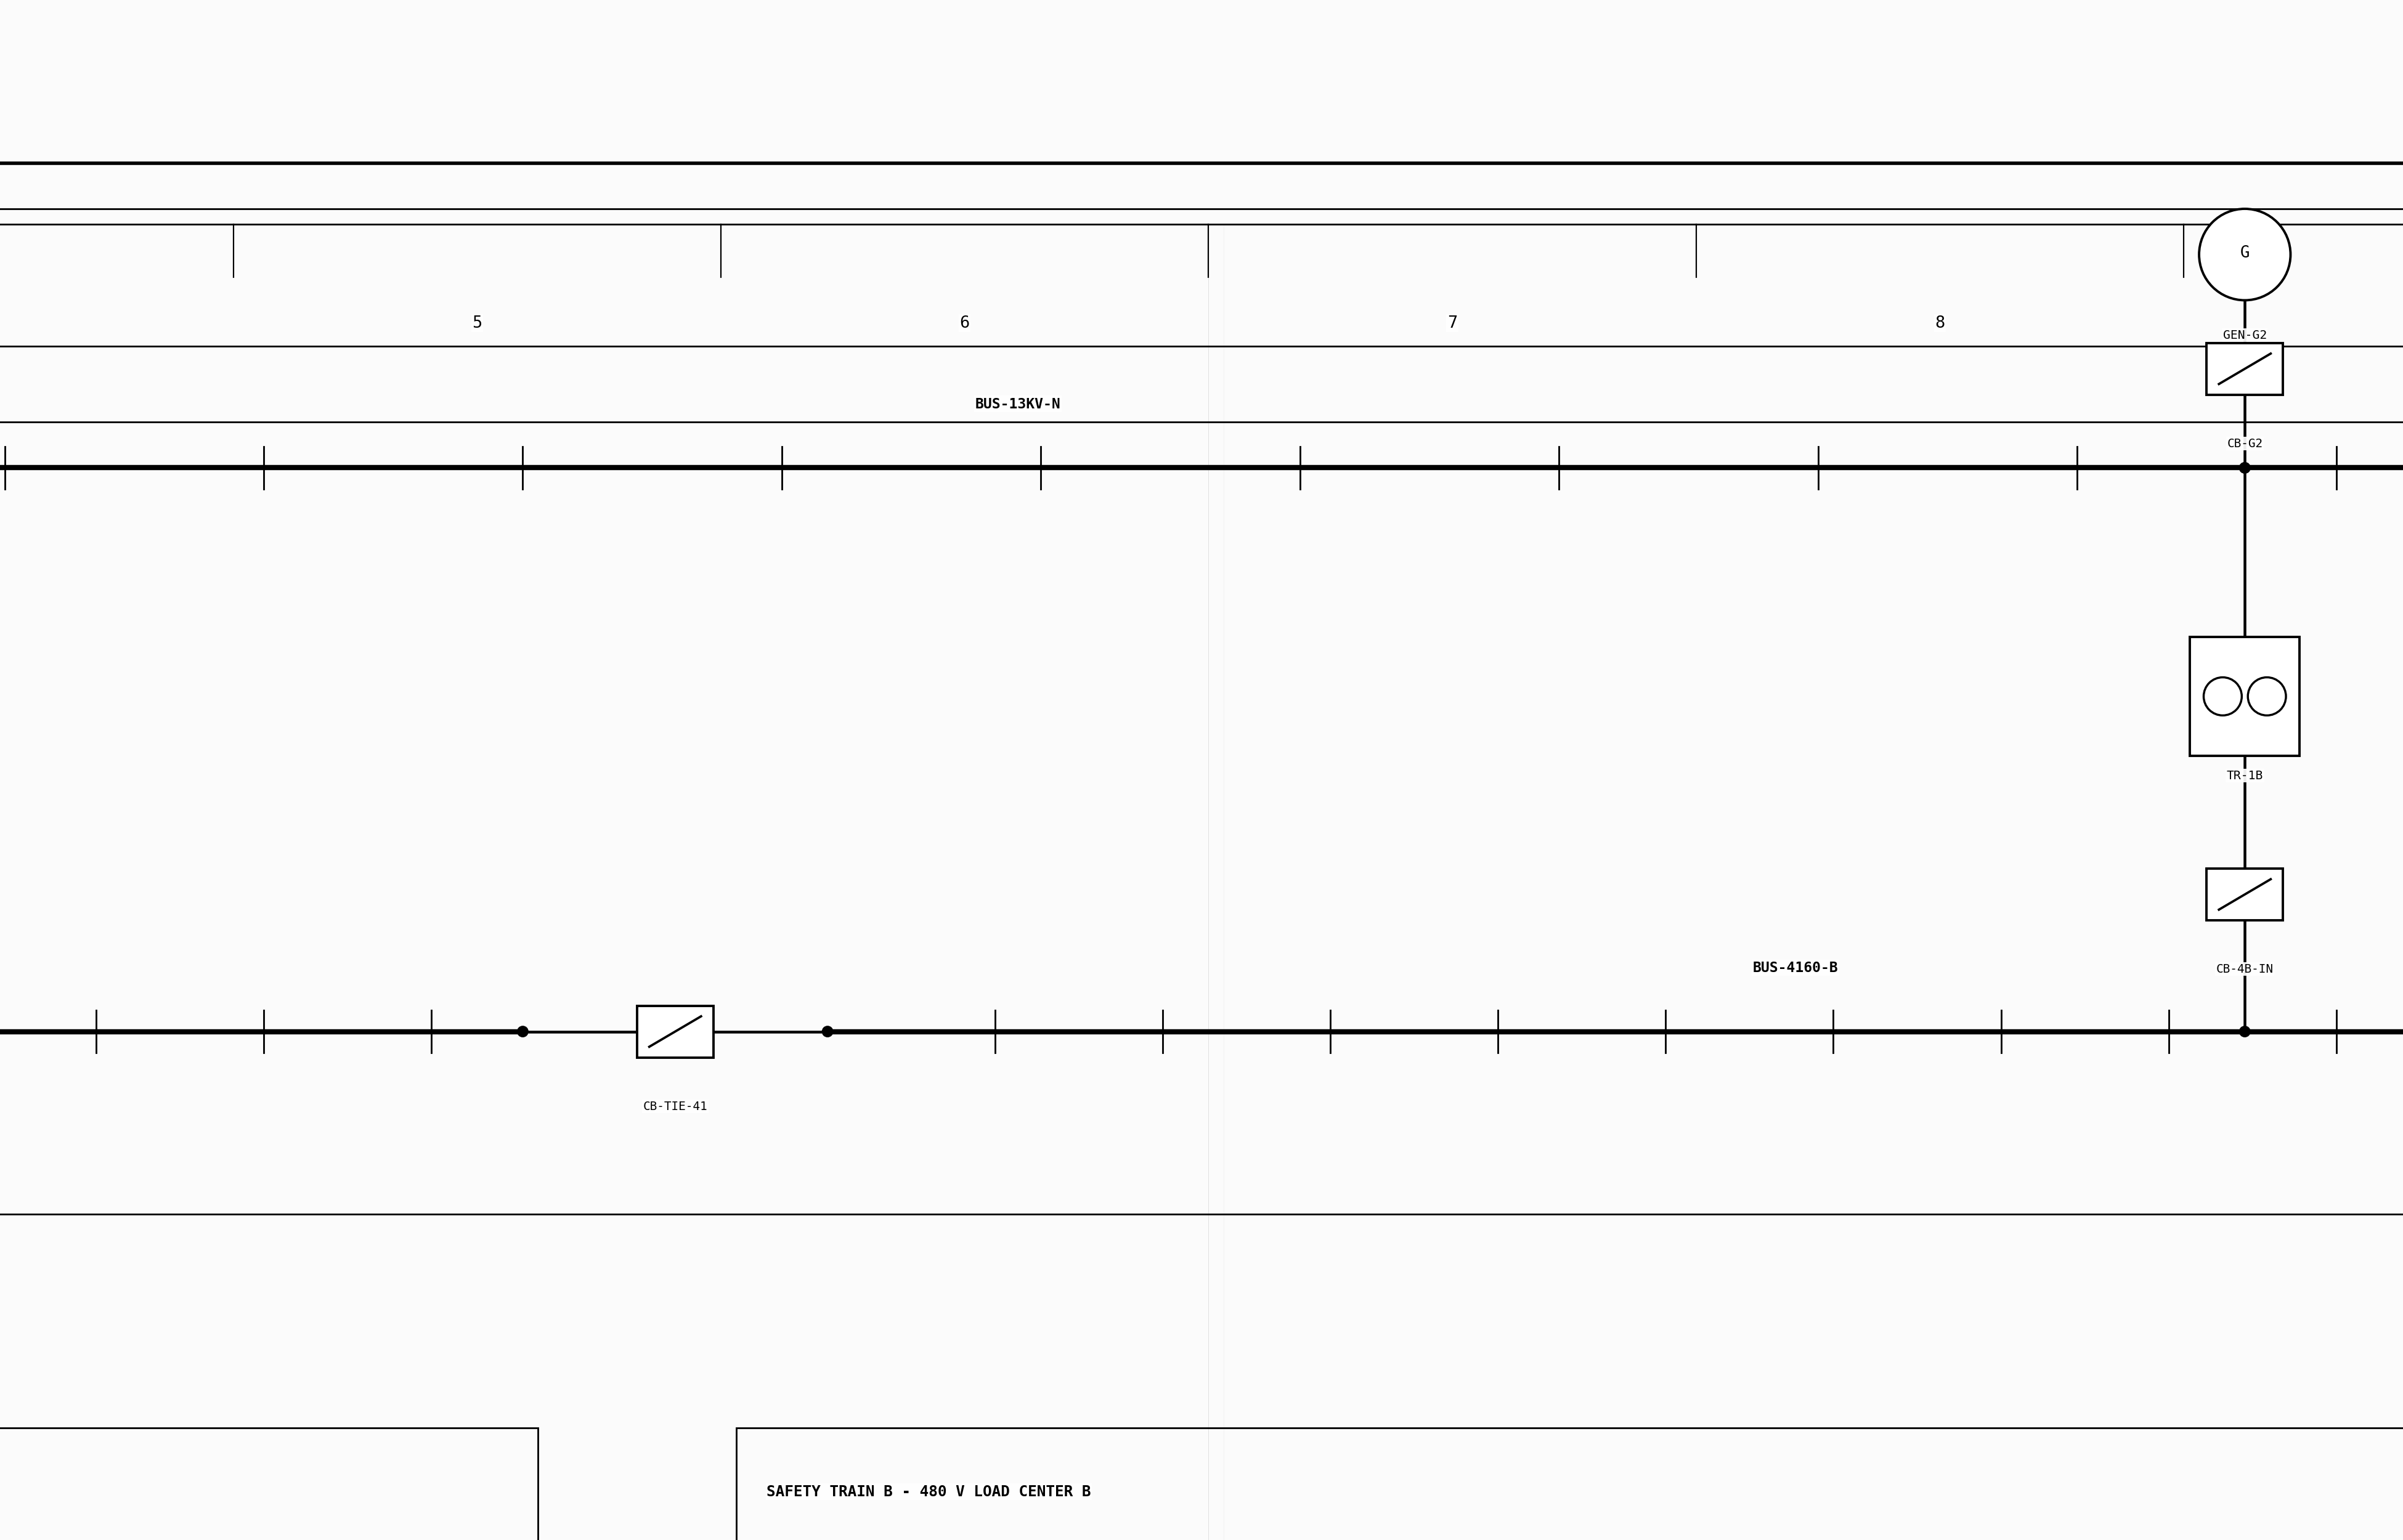 G
5 6 7 8
GEN-G2
BUS-13KV-N
CB-G2
TR-1B
BUS-4160-B
CB-4B-IN
CB-TIE-41
SAFETY TRAIN B - 480 V LOAD CENTER B